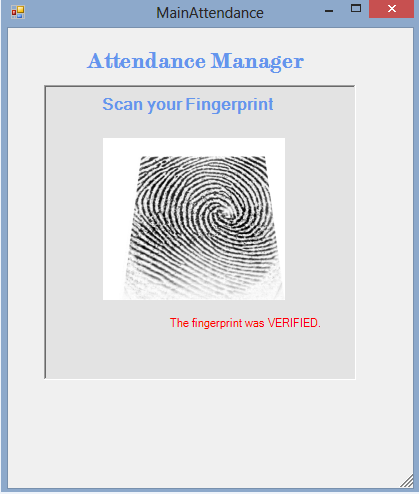 MainAttendance
Attendance Manager
Scan your Fingerprint
The fingerprint was VERIFIED.